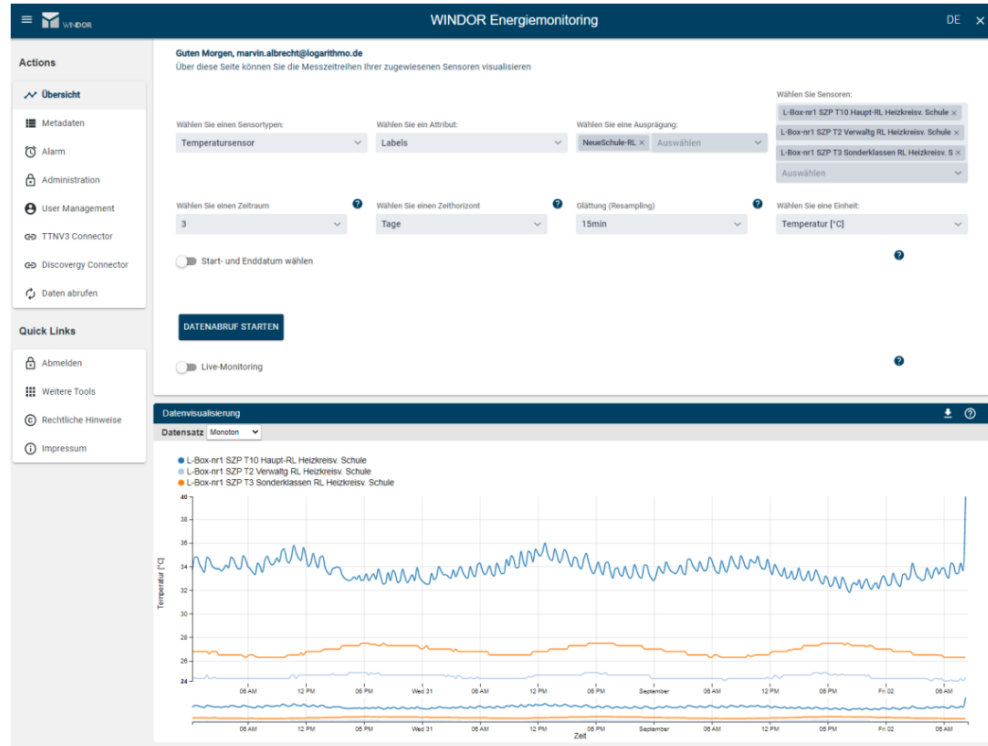 WINDOR
WINDOR Energiemonitoring
DE
Actions
Übersicht
Metadaten
Alarm
Administration
User Management
TTNV3 Connector
Discovergy Connector
Daten abrufen
Quick Links
Abmelden
Weitere Tools
Rechtliche Hinweise
Impressum
Guten Morgen, marvin.albrecht@logarithmo.de
Über diese Seite können Sie die Messzeitreihen Ihrer zugewiesenen Sensoren visualisieren
Wählen Sie einen Sensortypen:
Temperatursensor
Wählen Sie ein Attribut:
Labels
Wählen Sie eine Ausprägung:
NeueSchule-RL × Auswählen
Wählen Sie Sensoren:
L-Box-nr1 SZP T10 Haupt-RL Heizkreisv. Schule ×
L-Box-nr1 SZP T2 Verwaltg RL Heizkreisv. Schule ×
L-Box-nr1 SZP T3 Sonderklassen RL Heizkreisv. S ×
Auswählen
Wählen Sie einen Zeitraum
3
Wählen Sie einen Zeithorizont
Tage
Glättung (Resampling)
15min
Wählen Sie eine Einheit:
Temperatur [°C]
Start- und Enddatum wählen
DATENABRUF STARTEN
Live-Monitoring
Datenvisualisierung
Datensatz Monoton
L-Box-nr1 SZP T10 Haupt-RL Heizkreisv. Schule
L-Box-nr1 SZP T2 Verwaltg RL Heizkreisv. Schule
L-Box-nr1 SZP T3 Sonderklassen RL Heizkreisv. Schule
Temperatur [°C]
40
38
36
34
32
30
28
26
24
06 AM 12 PM 06 PM Wed 31 06 AM 12 PM 06 PM September 06 AM 12 PM 06 PM Fri 02 06 AM
06 AM 12 PM 06 PM Wed 31 06 AM 12 PM 06 PM September 06 AM 12 PM 06 PM Fri 02 06 AM
Zeit